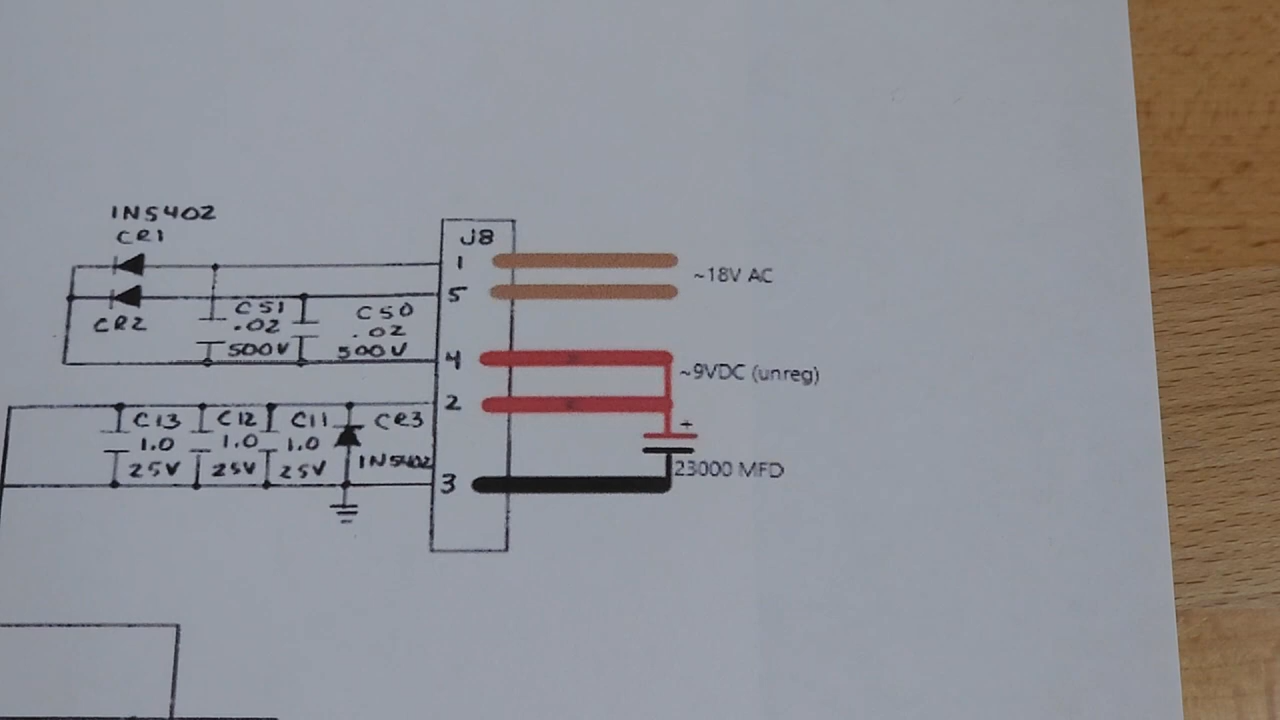 1N5402
CR1
J8
1
~18V AC
5
CR2
C51
.02
500V
C50
.02
500V
4
~9VDC (unreg)
2
C13
1.0
25V
C12
1.0
25V
C11
1.0
25V
CR3
1N5402
+
23000 MFD
3